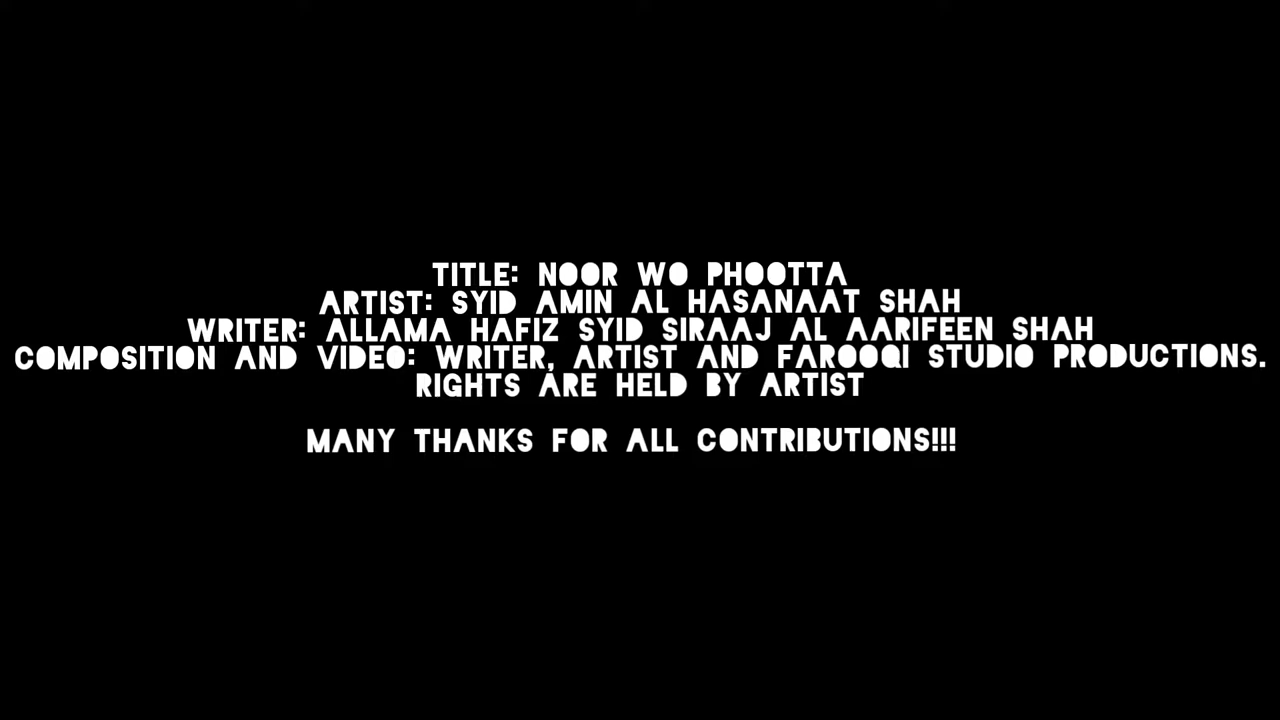 TITLE: NOOR WO PHOOTTA
ARTIST: SYID AMIN AL HASANAAT SHAH
WRITER: ALLAMA HAFIZ SYID SIRAAJ AL AARIFEEN SHAH
COMPOSITION AND VIDEO: WRITER, ARTIST AND FAROOQI STUDIO PRODUCTIONS.
RIGHTS ARE HELD BY ARTIST
MANY THANKS FOR ALL CONTRIBUTIONS!!!